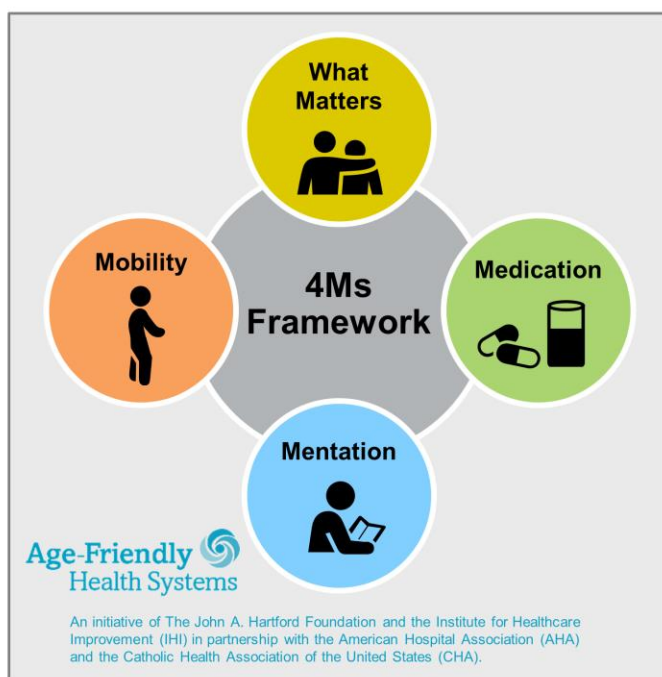 What
Matters
Mobility
4Ms
Framework
Medication
Mentation
Age-Friendly
Health Systems
An initiative of The John A. Hartford Foundation and the Institute for Healthcare
Improvement (IHI) in partnership with the American Hospital Association (AHA)
and the Catholic Health Association of the United States (CHA).